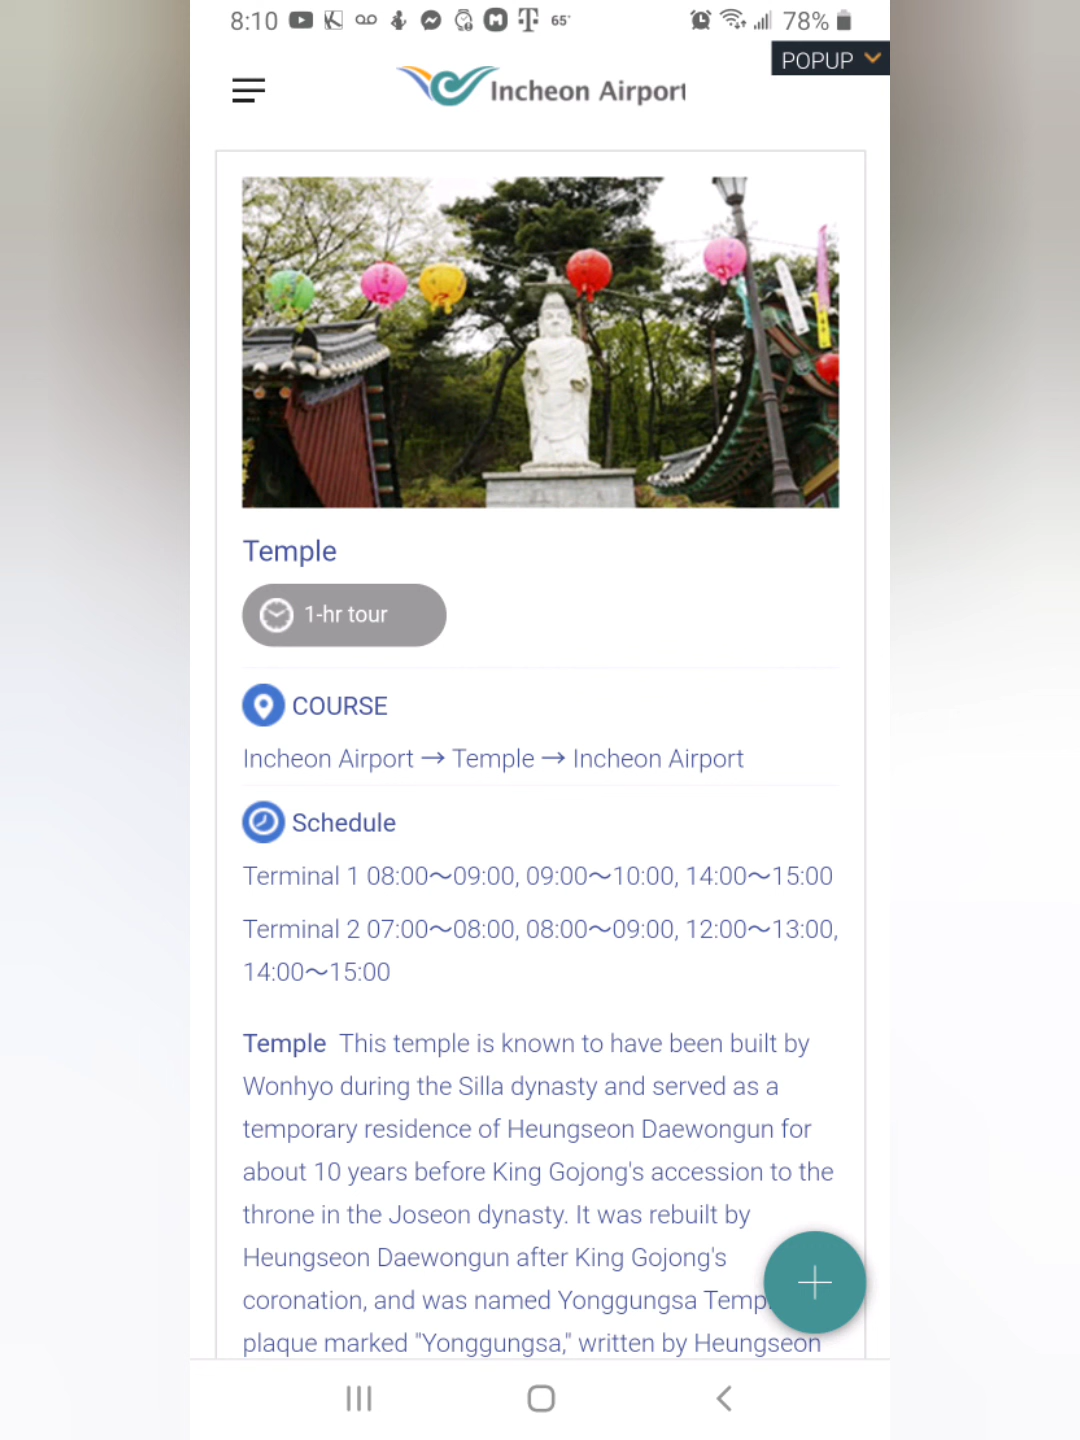 8:10 65° 78%
POPUP
Incheon Airport
Temple
1-hr tour
COURSE
Incheon Airport → Temple → Incheon Airport
Schedule
Terminal 1 08:00～09:00, 09:00～10:00, 14:00～15:00
Terminal 2 07:00～08:00, 08:00～09:00, 12:00～13:00,
14:00～15:00
Temple This temple is known to have been built by
Wonhyo during the Silla dynasty and served as a
temporary residence of Heungseon Daewongun for
about 10 years before King Gojong's accession to the
throne in the Joseon dynasty. It was rebuilt by
Heungseon Daewongun after King Gojong's
coronation, and was named Yonggungsa
plaque marked "Yonggungsa," written by Heungseon